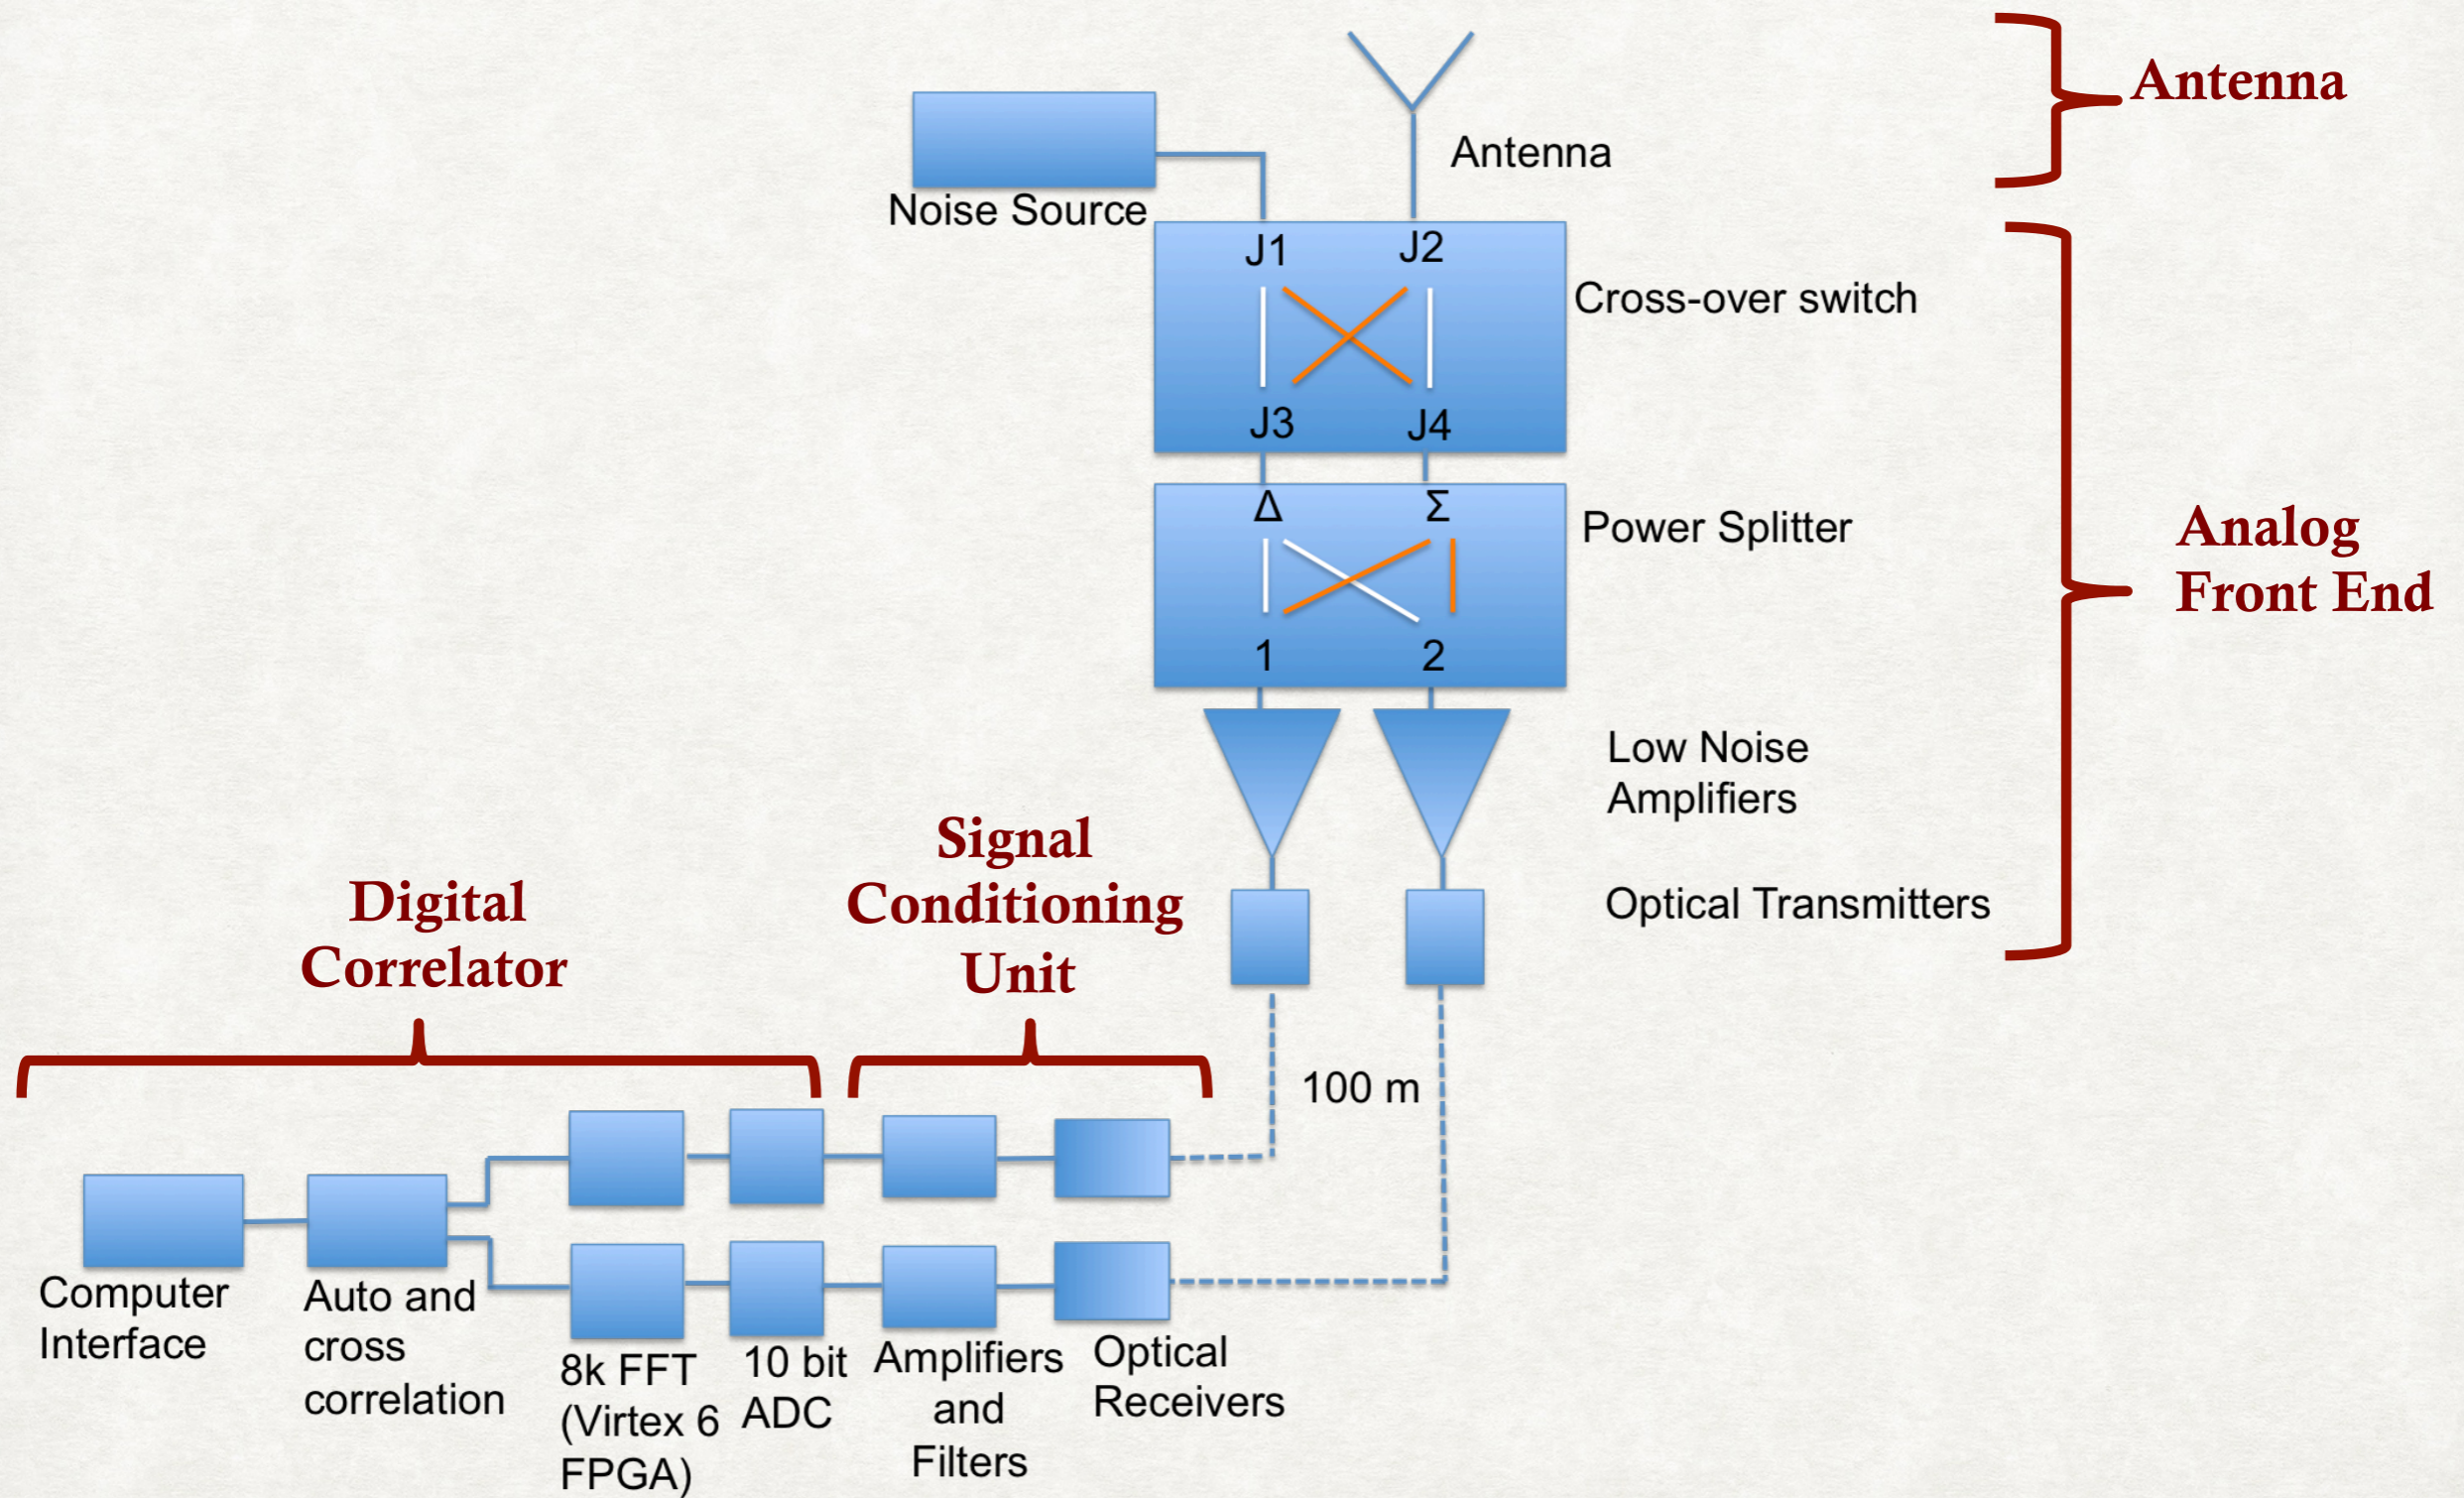 Antenna
Antenna
Noise Source
J1
J2
Cross-over switch
J3
J4
Δ
Σ
Power Splitter
Analog
Front End
1
2
Low Noise
Amplifiers
Signal
Conditioning
Unit
Digital
Correlator
Optical Transmitters
100 m
Computer
Interface
Auto and
cross
correlation
8k FFT
(Virtex 6
FPGA)
10 bit
ADC
Amplifiers
and
Filters
Optical
Receivers